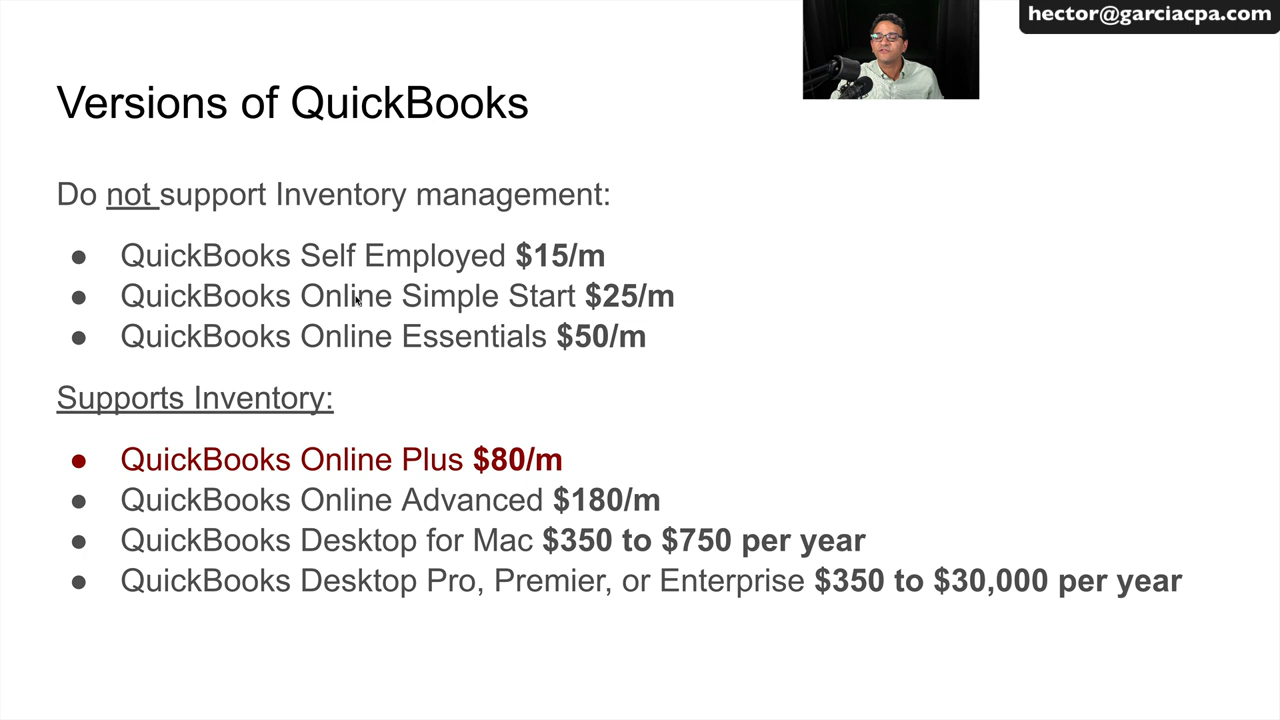 hector@garciacpa.com
Versions of QuickBooks
Do not support Inventory management:
● QuickBooks Self Employed $15/m
● QuickBooks Online Simple Start $25/m
● QuickBooks Online Essentials $50/m
Supports Inventory:
● QuickBooks Online Plus $80/m
● QuickBooks Online Advanced $180/m
● QuickBooks Desktop for Mac $350 to $750 per year
● QuickBooks Desktop Pro, Premier, or Enterprise $350 to $30,000 per year